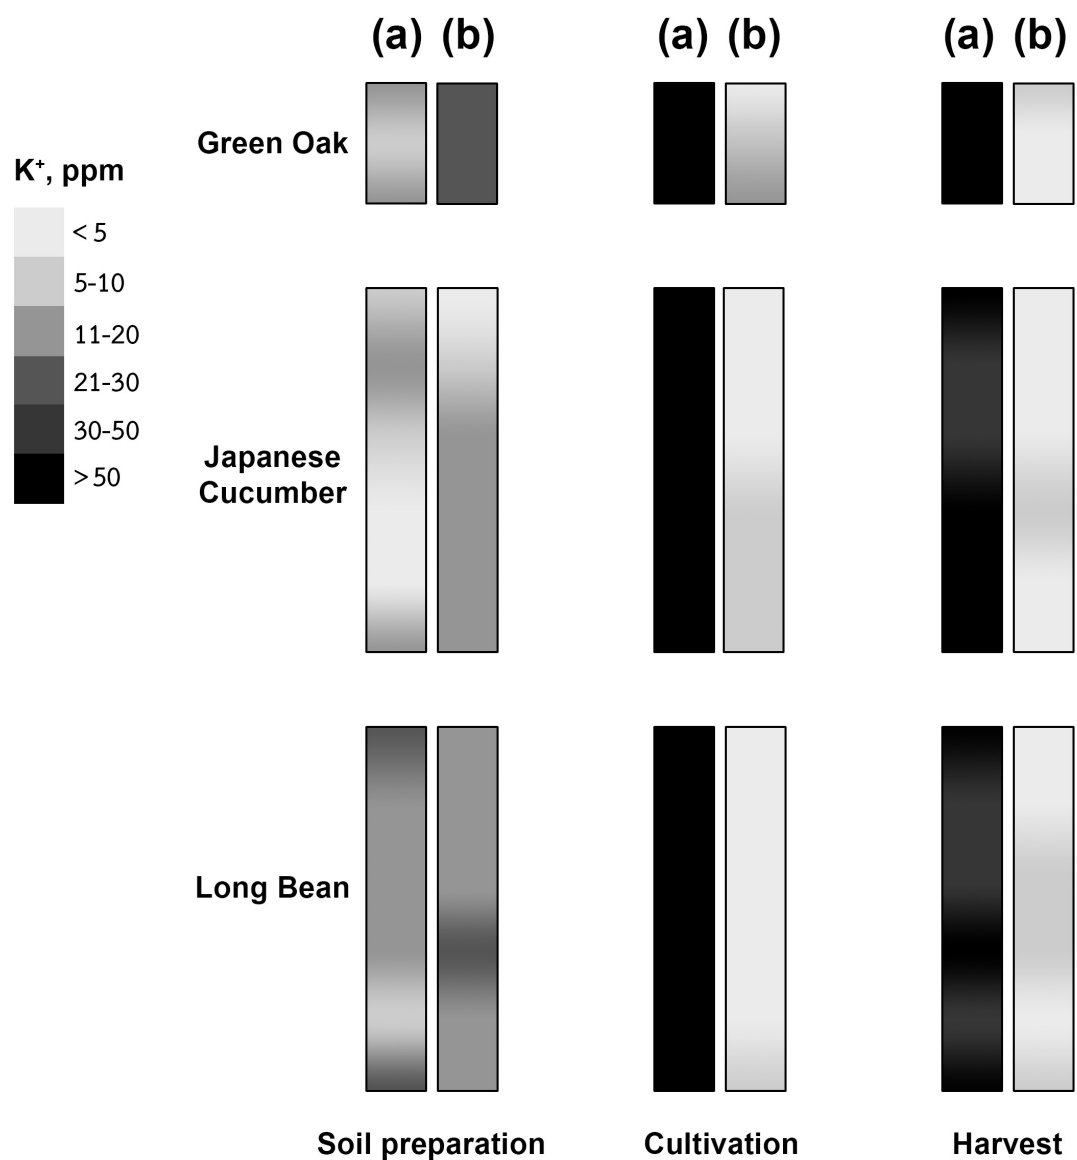 (a) (b) (a) (b) (a) (b)
Green Oak
K⁺, ppm
< 5
5-10
11-20
21-30
30-50
> 50
Japanese
Cucumber
Long Bean
Soil preparation Cultivation Harvest